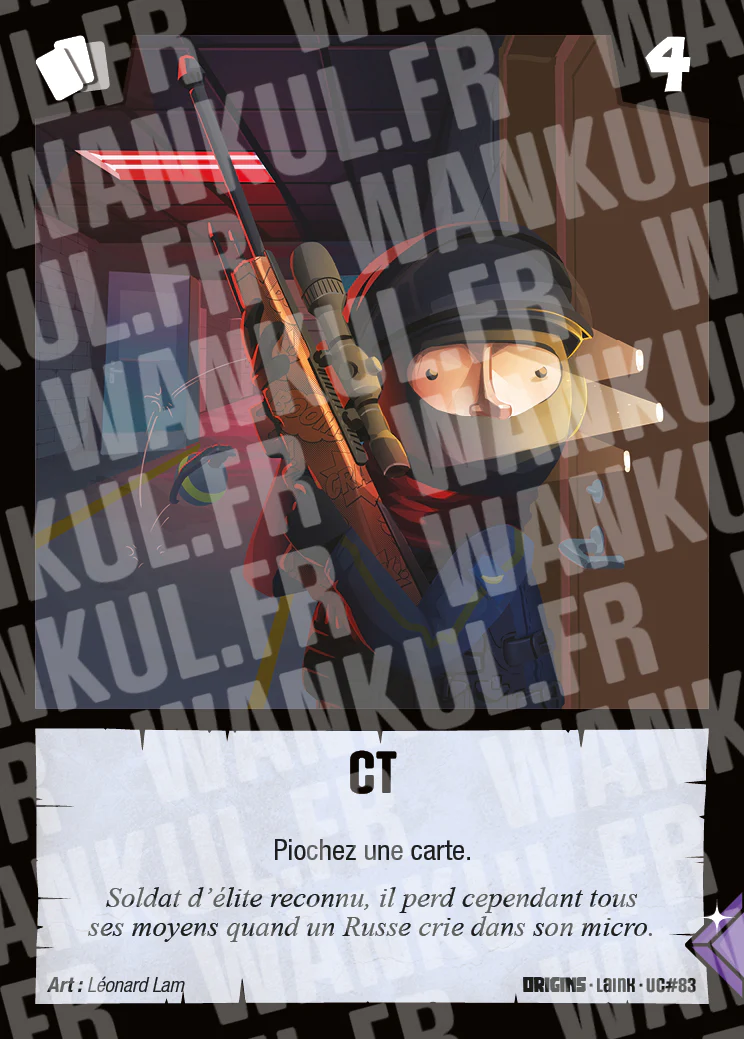 4
WANKUL.FR
CT
Piochez une carte.
Soldat d’élite reconnu, il perd cependant tous
ses moyens quand un Russe crie dans son micro.
Art : Léonard Lam
ORIGINS · LAINK · UC#83